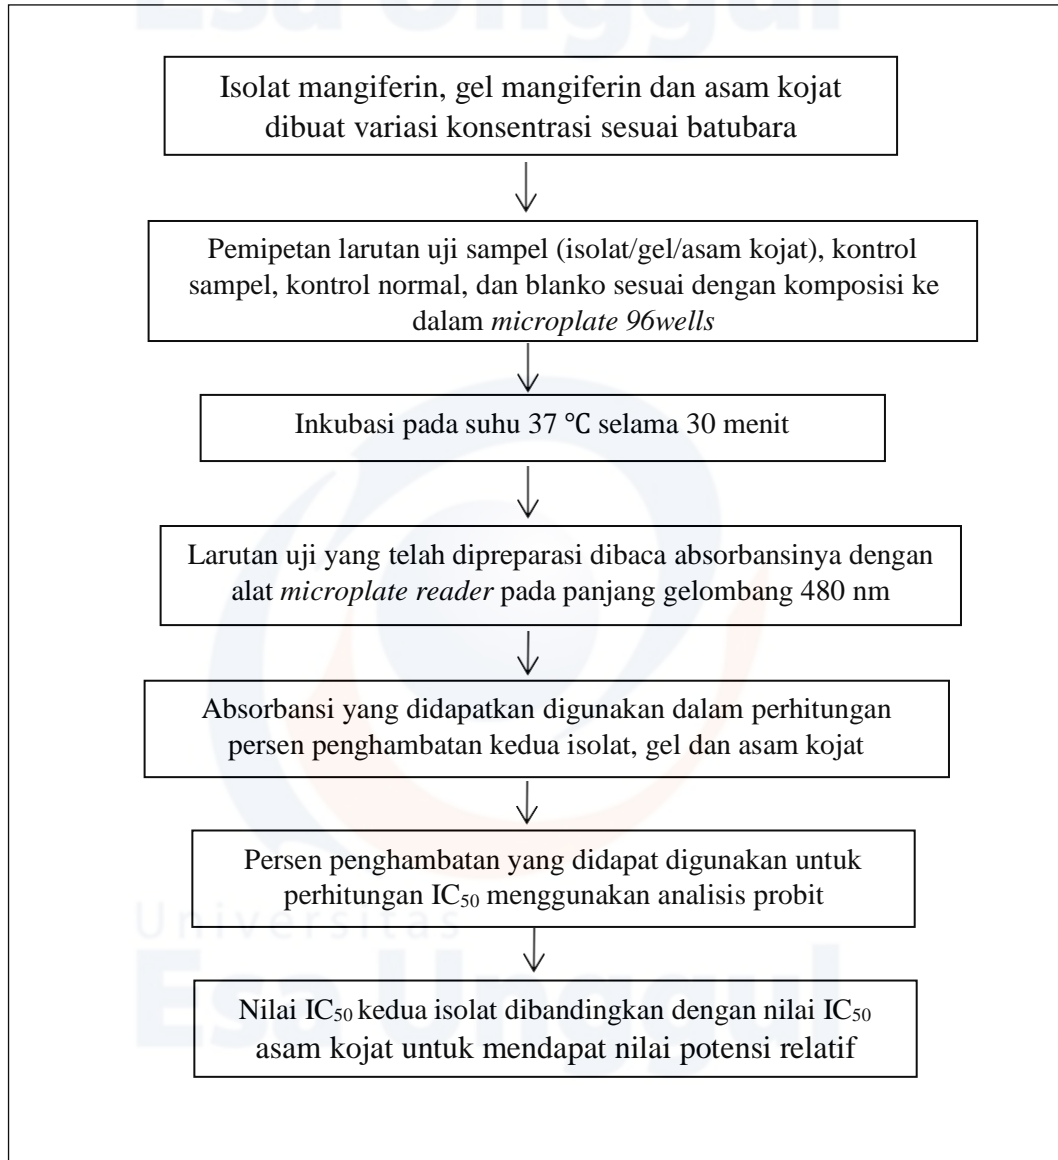 Esa Unggul
Isolat mangiferin, gel mangiferin dan asam kojat
dibuat variasi konsentrasi sesuai batubara
Pemipetan larutan uji sampel (isolat/gel/asam kojat), kontrol
sampel, kontrol normal, dan blanko sesuai dengan komposisi ke
dalam microplate 96wells
Inkubasi pada suhu 37 °C selama 30 menit
Larutan uji yang telah dipreparasi dibaca absorbansinya dengan
alat microplate reader pada panjang gelombang 480 nm
Absorbansi yang didapatkan digunakan dalam perhitungan
persen penghambatan kedua isolat, gel dan asam kojat
Persen penghambatan yang didapat digunakan untuk
perhitungan IC₅₀ menggunakan analisis probit
Universitas
Esa Unggul
Nilai IC₅₀ kedua isolat dibandingkan dengan nilai IC₅₀
asam kojat untuk mendapat nilai potensi relatif